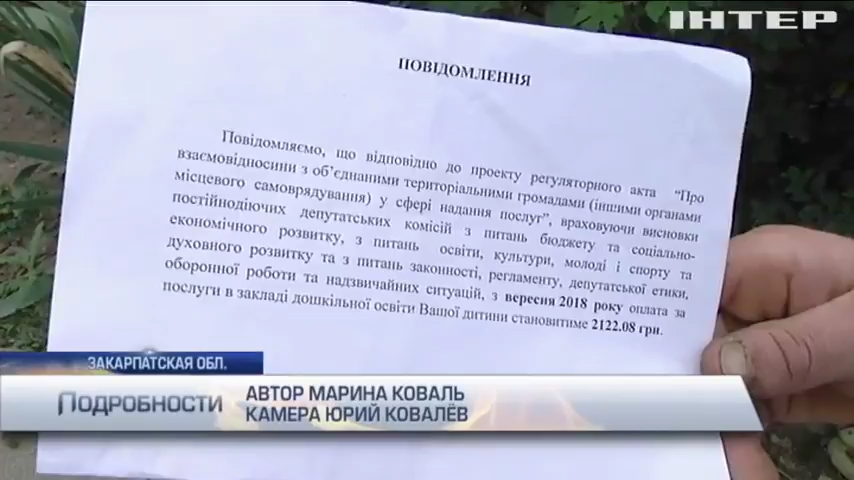 ІНТЕР
ПОВІДОМЛЕННЯ
Повідомляємо, що відповідно до проекту регуляторного акта “Про
взаємовідносини з об’єднаними територіальними громадами (іншими органами
місцевого самоврядування) у сфері надання послуг”, враховуючи висновки
постійнодіючих депутатських комісій з питань бюджету та соціально-
економічного розвитку, з питань освіти, культури, молоді і спорту та
духовного розвитку та з питань законності, регламенту, депутатської етики,
оборонної роботи та надзвичайних ситуацій, з вересня 2018 року оплата за
послуги в закладі дошкільної освіти Вашої дитини становитиме 2122.08 грн.
ЗАКАРПАТСКАЯ ОБЛ.
ПОДРОБНОСТИ
АВТОР МАРИНА КОВАЛЬ
КАМЕРА ЮРИЙ КОВАЛЁВ